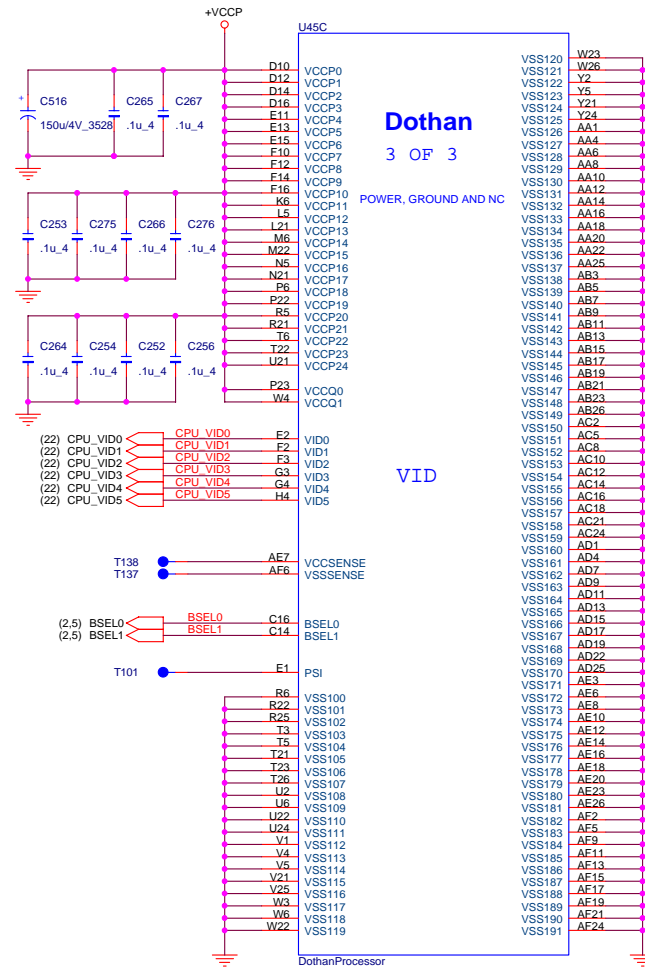 +VCCP
U45C
C516
150u/4V_3528
C265
.1u_4
C267
.1u_4
C253
.1u_4
C275
.1u_4
C266
.1u_4
C276
.1u_4
C264
.1u_4
C254
.1u_4
C252
.1u_4
C256
.1u_4
D10 VCCP0
D12 VCCP1
D14 VCCP2
D16 VCCP3
E11 VCCP4
E13 VCCP5
E15 VCCP6
F10 VCCP7
F12 VCCP8
F14 VCCP9
F16 VCCP10
K6 VCCP11
L5 VCCP12
L21 VCCP13
M6 VCCP14
M22 VCCP15
N5 VCCP16
N21 VCCP17
P6 VCCP18
P22 VCCP19
R5 VCCP20
R21 VCCP21
T6 VCCP22
T22 VCCP23
U21 VCCP24
P23 VCCQ0
W4 VCCQ1
(22) CPU_VID0 CPU_VID0 E2 VID0
(22) CPU_VID1 CPU_VID1 F2 VID1
(22) CPU_VID2 CPU_VID2 F3 VID2
(22) CPU_VID3 CPU_VID3 G3 VID3
(22) CPU_VID4 CPU_VID4 G4 VID4
(22) CPU_VID5 CPU_VID5 H4 VID5
T138 AE7 VCCSENSE
T137 AF6 VSSSENSE
(2,5) BSEL0 BSEL0 C16 BSEL0
(2,5) BSEL1 BSEL1 C14 BSEL1
T101 E1 PSI
R6 VSS100
R22 VSS101
R25 VSS102
T3 VSS103
T5 VSS104
T21 VSS105
T23 VSS106
T26 VSS107
U2 VSS108
U6 VSS109
U22 VSS110
U24 VSS111
V1 VSS112
V4 VSS113
V5 VSS114
V21 VSS115
V25 VSS116
W3 VSS117
W6 VSS118
W22 VSS119
Dothan
3 OF 3
POWER, GROUND AND NC
VID
VSS120 W23
VSS121 W26
VSS122 Y2
VSS123 Y5
VSS124 Y21
VSS125 Y24
VSS126 AA1
VSS127 AA4
VSS128 AA6
VSS129 AA8
VSS130 AA10
VSS131 AA12
VSS132 AA14
VSS133 AA16
VSS134 AA18
VSS135 AA20
VSS136 AA22
VSS137 AA25
VSS138 AB3
VSS139 AB5
VSS140 AB7
VSS141 AB9
VSS142 AB11
VSS143 AB13
VSS144 AB15
VSS145 AB17
VSS146 AB19
VSS147 AB21
VSS148 AB23
VSS149 AB26
VSS150 AC2
VSS151 AC5
VSS152 AC8
VSS153 AC10
VSS154 AC12
VSS155 AC14
VSS156 AC16
VSS157 AC18
VSS158 AC21
VSS159 AC24
VSS160 AD1
VSS161 AD4
VSS162 AD7
VSS163 AD9
VSS164 AD11
VSS165 AD13
VSS166 AD15
VSS167 AD17
VSS168 AD19
VSS169 AD22
VSS170 AD25
VSS171 AE3
VSS172 AE6
VSS173 AE8
VSS174 AE10
VSS175 AE12
VSS176 AE14
VSS177 AE16
VSS178 AE18
VSS179 AE20
VSS180 AE23
VSS181 AE26
VSS182 AF2
VSS183 AF5
VSS184 AF9
VSS185 AF11
VSS186 AF13
VSS187 AF15
VSS188 AF17
VSS189 AF19
VSS190 AF21
VSS191 AF24
DothanProcessor